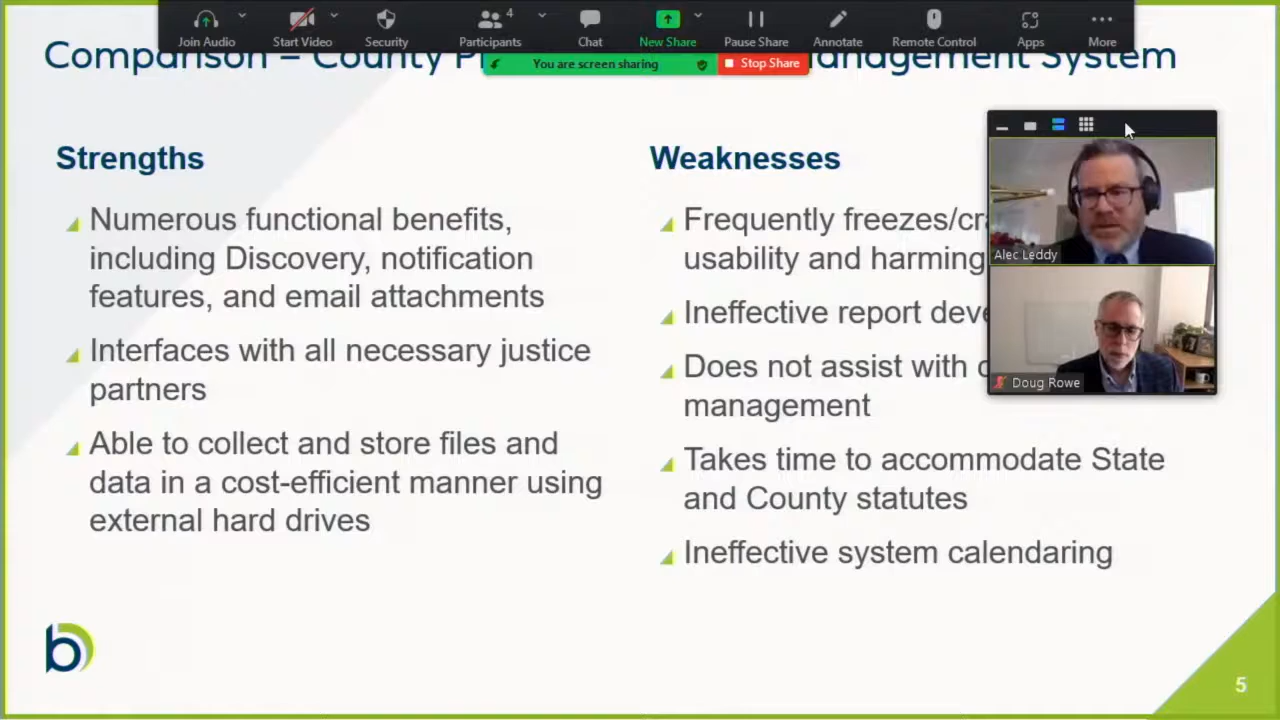 Join Audio
Start Video
Security
4
Participants
Chat
New Share
Pause Share
Annotate
Remote Control
Apps
More
Comparison – County
Management System
You are screen sharing
Stop Share
Strengths
Numerous functional benefits,
including Discovery, notification
features, and email attachments
Interfaces with all necessary justice
partners
Able to collect and store files and
data in a cost-efficient manner using
external hard drives
Weaknesses
Frequently freezes/
usability and harming
Ineffective report
Does not assist with
management
Takes time to accommodate State
and County statutes
Ineffective system calendaring
Alec Leddy
Doug Rowe
b
5